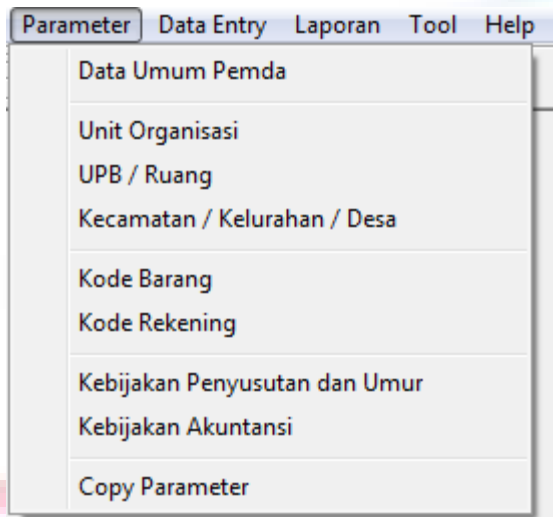 Parameter Data Entry Laporan Tool Help
Data Umum Pemda
Unit Organisasi
UPB / Ruang
Kecamatan / Kelurahan / Desa
Kode Barang
Kode Rekening
Kebijakan Penyusutan dan Umur
Kebijakan Akuntansi
Copy Parameter